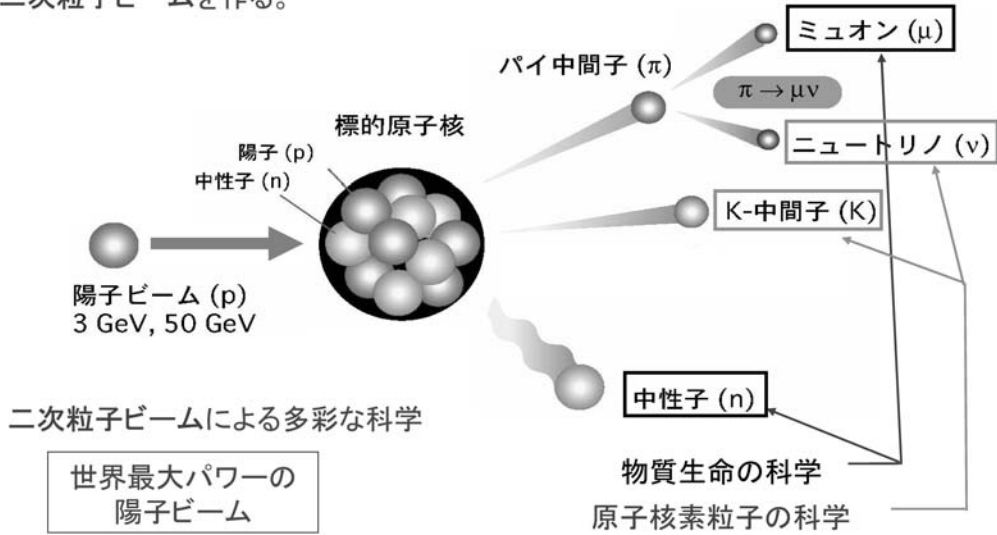 二次粒子ビームを作る。
ミュオン (μ)
パイ中間子 (π)
π → μν
標的原子核
ニュートリノ (ν)
陽子 (p)
中性子 (n)
K-中間子 (K)
陽子ビーム (p)
3 GeV, 50 GeV
中性子 (n)
二次粒子ビームによる多彩な科学
世界最大パワーの
陽子ビーム
物質生命の科学
原子核素粒子の科学